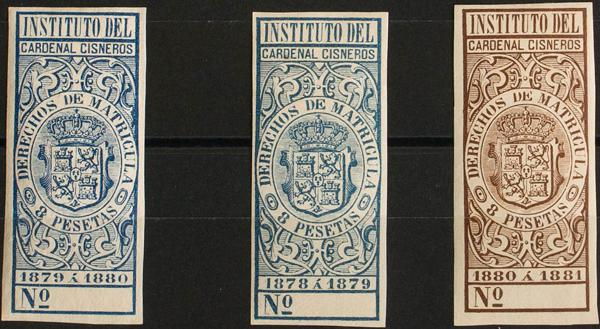 INSTITUTO DEL
CARDENAL CISNEROS
DERECHOS DE MATRICULA
8 PESETAS
1879 Á 1880
Nº
INSTITUTO DEL
CARDENAL CISNEROS
DERECHOS DE MATRICULA
8 PESETAS
1878 Á 1879
Nº
INSTITUTO DEL
CARDENAL CISNEROS
DERECHOS DE MATRICULA
8 PESETAS
1880 Á 1881
Nº